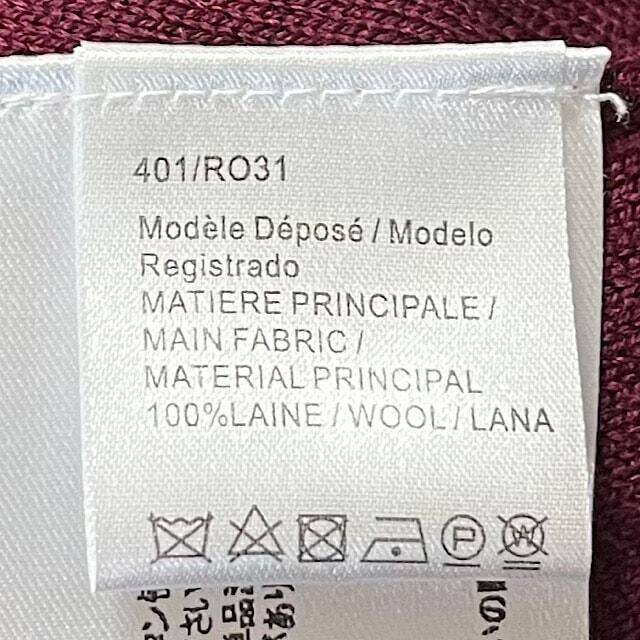 401/RO31
Modèle Déposé / Modelo
Registrado
MATIERE PRINCIPALE /
MAIN FABRIC /
MATERIAL PRINCIPAL
100%LAINE / WOOL / LANA
P W